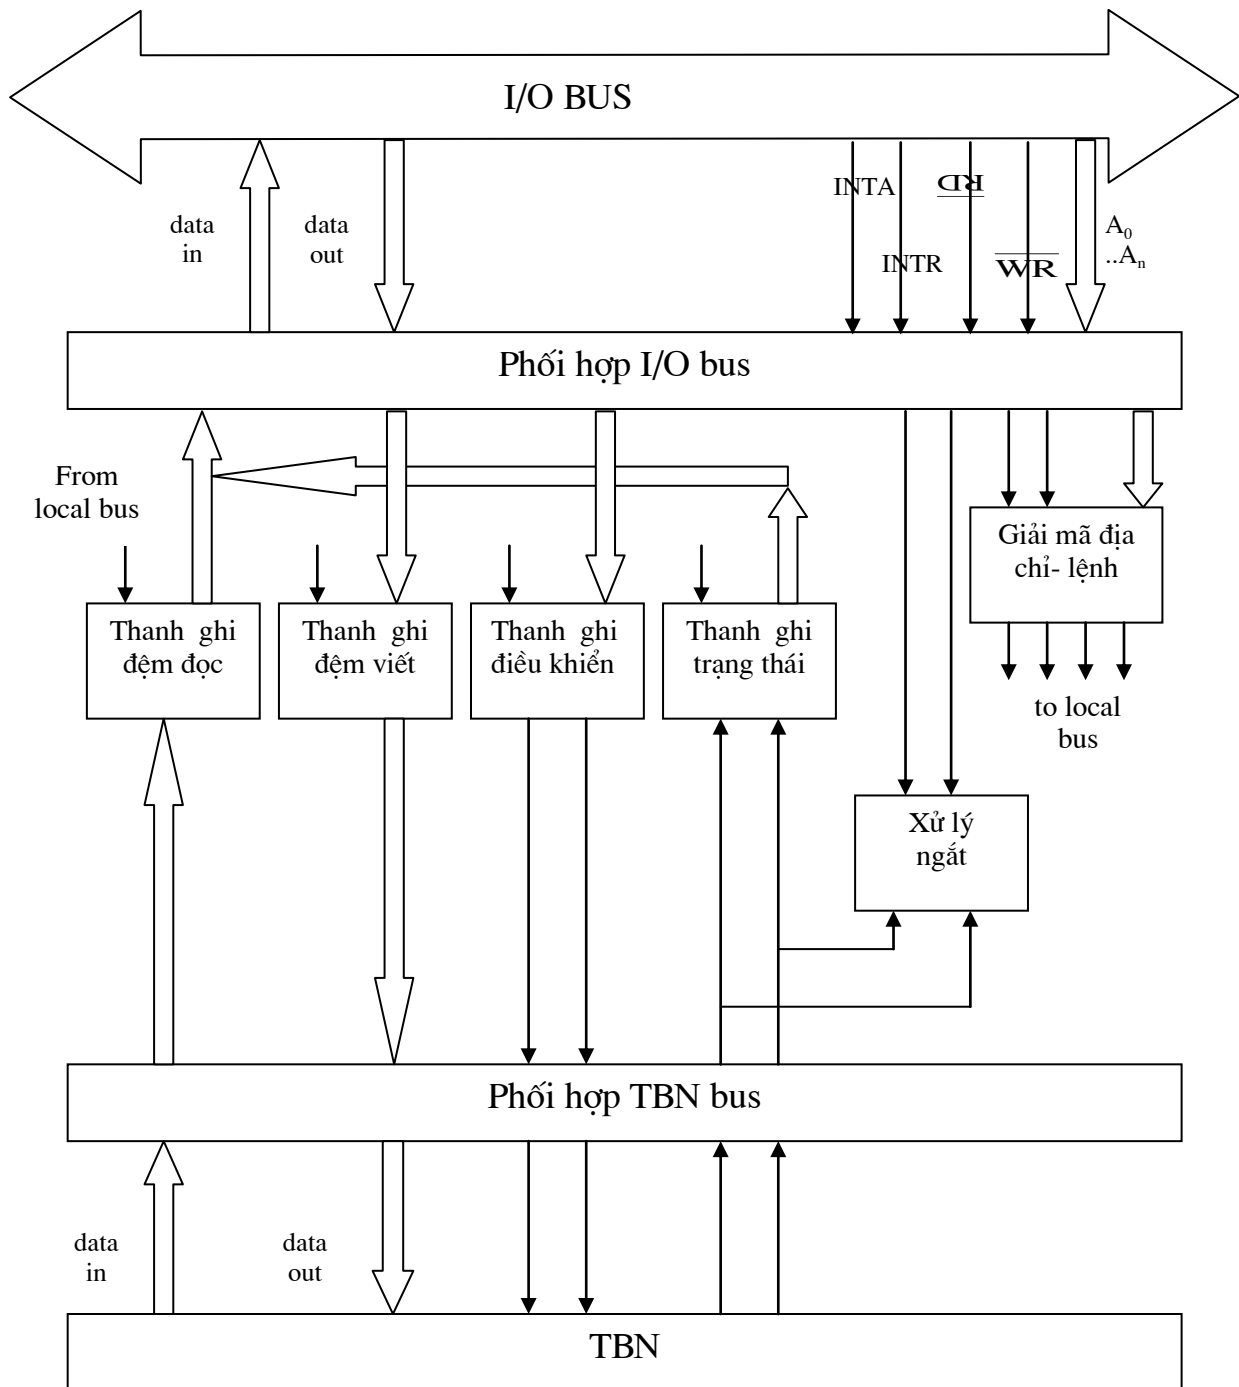 I/O BUS
INTA
RD
data
in
data
out
A0
..An
INTR
WR
Phối hợp I/O bus
From
local bus
Giải mã địa
chỉ- lệnh
Thanh ghi
đệm đọc
Thanh ghi
đệm viết
Thanh ghi
điều khiển
Thanh ghi
trạng thái
to local
bus
Xử lý
ngắt
Phối hợp TBN bus
data
in
data
out
TBN